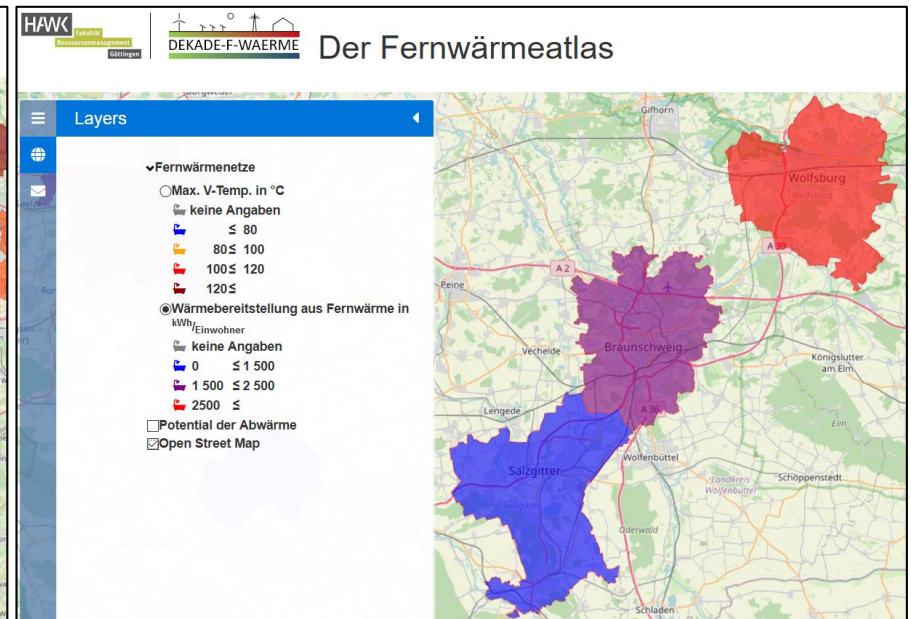 HAWK
Fakultät
Ressourcenmanagement
Göttingen
DEKADE-F-WAERME
Der Fernwärmeatlas
Layers
Fernwärmenetze
Max. V-Temp. in °C
keine Angaben
≤ 80
80 ≤ 100
100 ≤ 120
120 ≤
Wärmebereitstellung aus Fernwärme in
kWh/Einwohner
keine Angaben
0 ≤ 1 500
1 500 ≤ 2 500
2500 ≤
Potential der Abwärme
Open Street Map
Gifhorn
Wolfsburg
Wolfsburg
A 39
A 2
Peine
Braunschweig
Vechelde
Königslutter
am Elm
Lengede
A 36
Elm
Wolfenbüttel
Salzgitter
Salzgitter
Landkreis
Wolfenbüttel
Schöppenstedt
Oderwald
Schladen